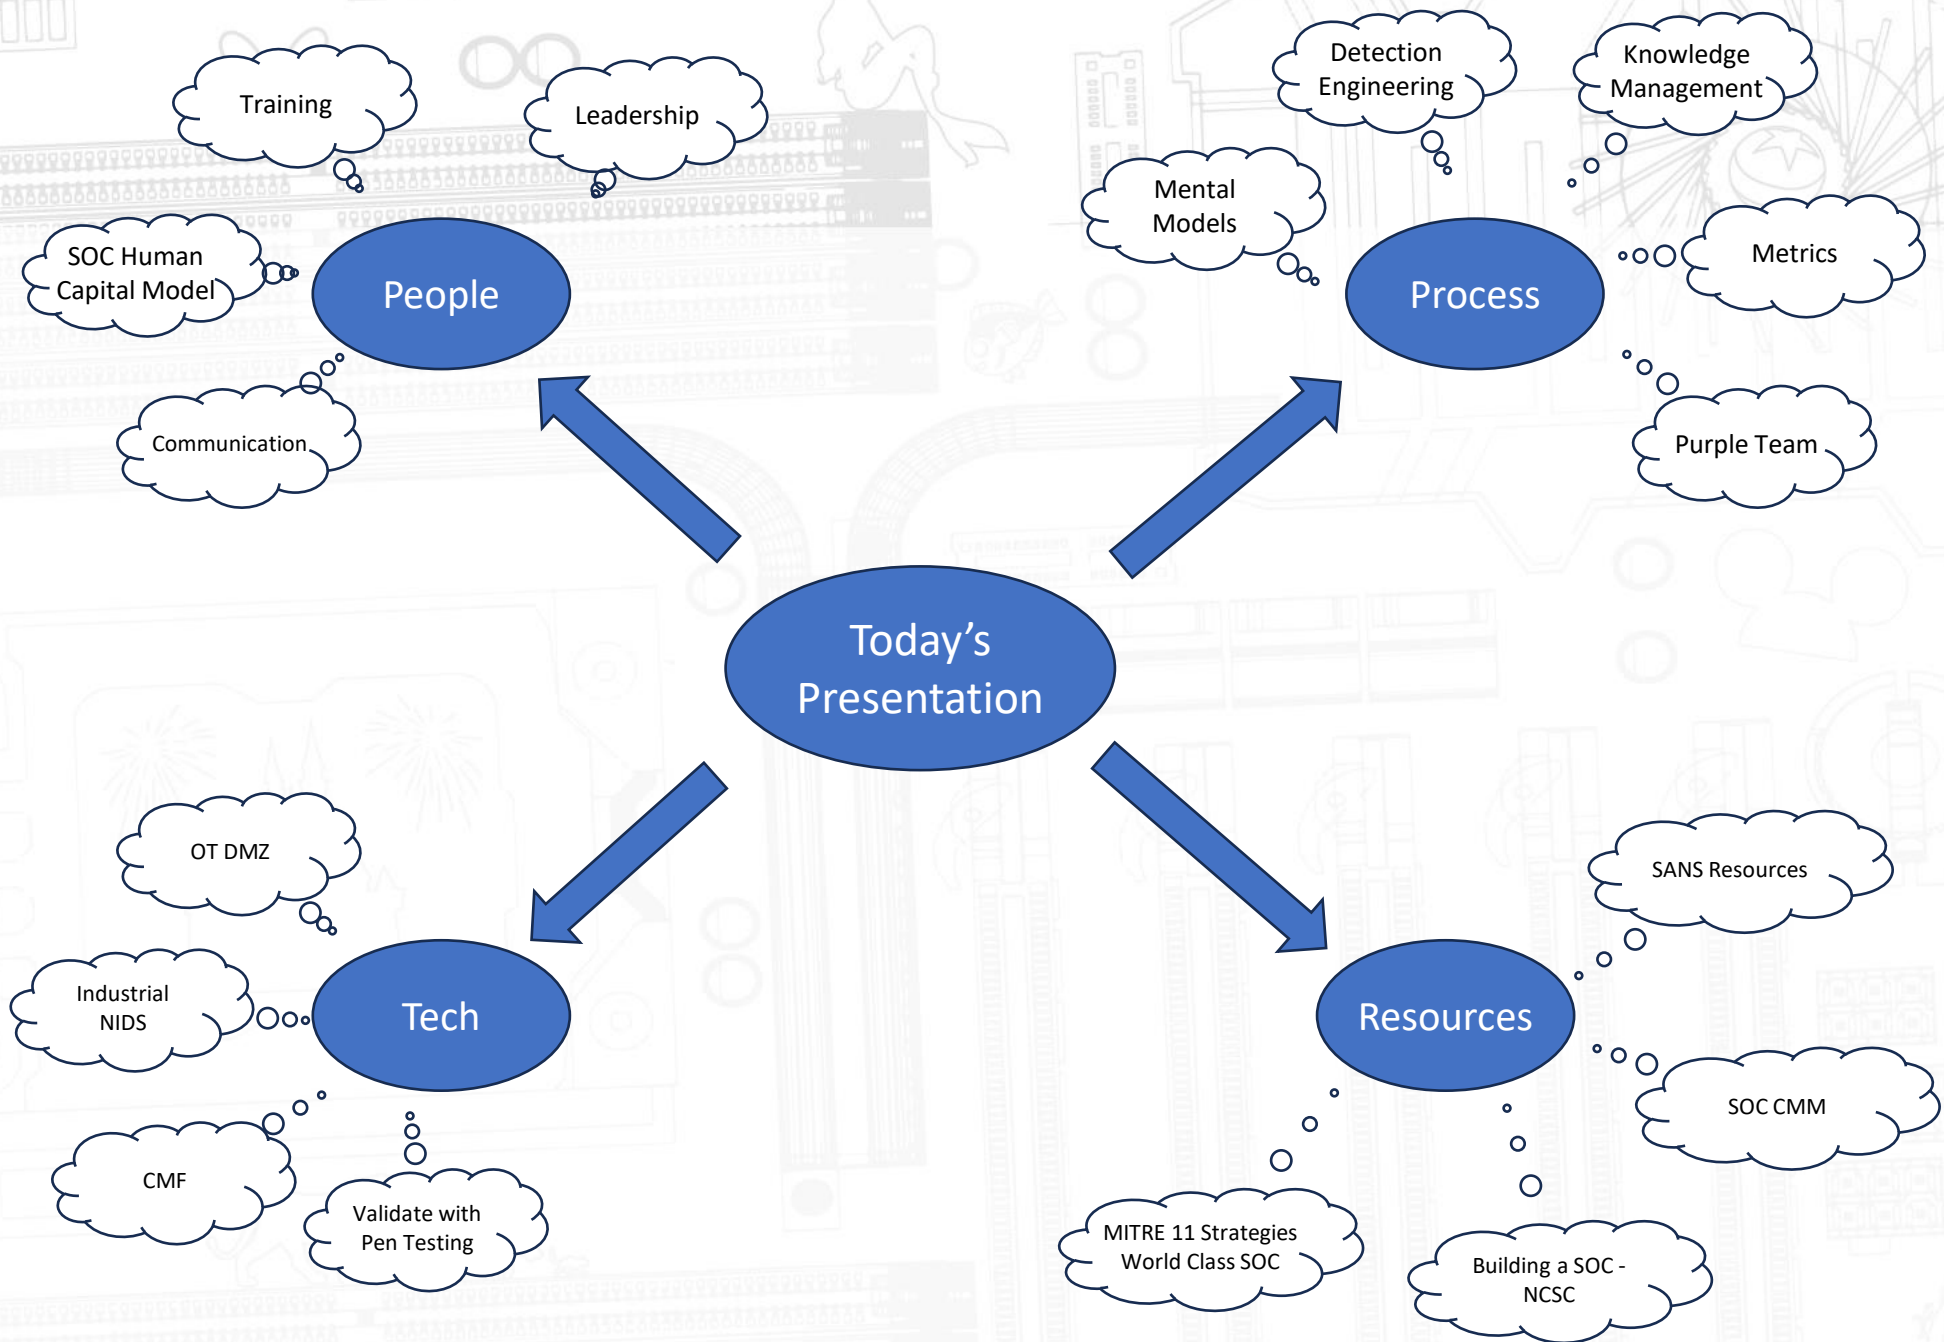 Training
Leadership
SOC Human
Capital Model
Communication
People
Detection
Engineering
Knowledge
Management
Mental
Models
Metrics
Purple Team
Process
Today’s
Presentation
OT DMZ
Industrial
NIDS
CMF
Validate with
Pen Testing
Tech
SANS Resources
SOC CMM
MITRE 11 Strategies
World Class SOC
Building a SOC -
NCSC
Resources